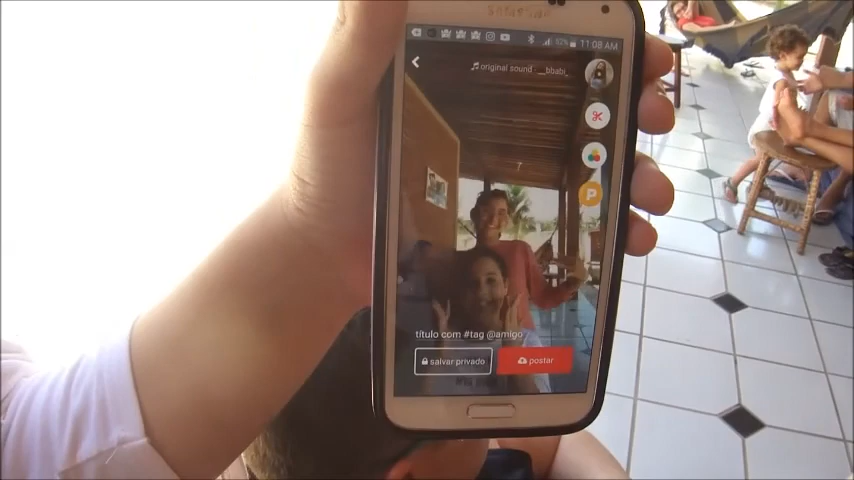 SAMSUNG
11:08 AM
original sound - __bbabi_
P
título com #tag @amigo
salvar privado
postar